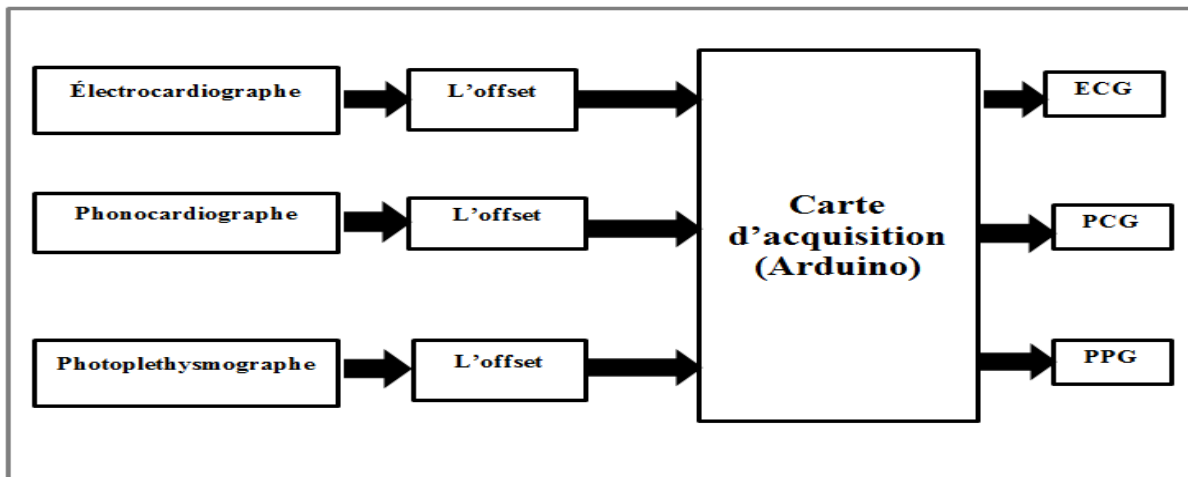 Électrocardiographe
L'offset
ECG
Phonocardiographe
L'offset
PCG
Carte
d'acquisition
(Arduino)
Photoplethysmographe
L'offset
PPG